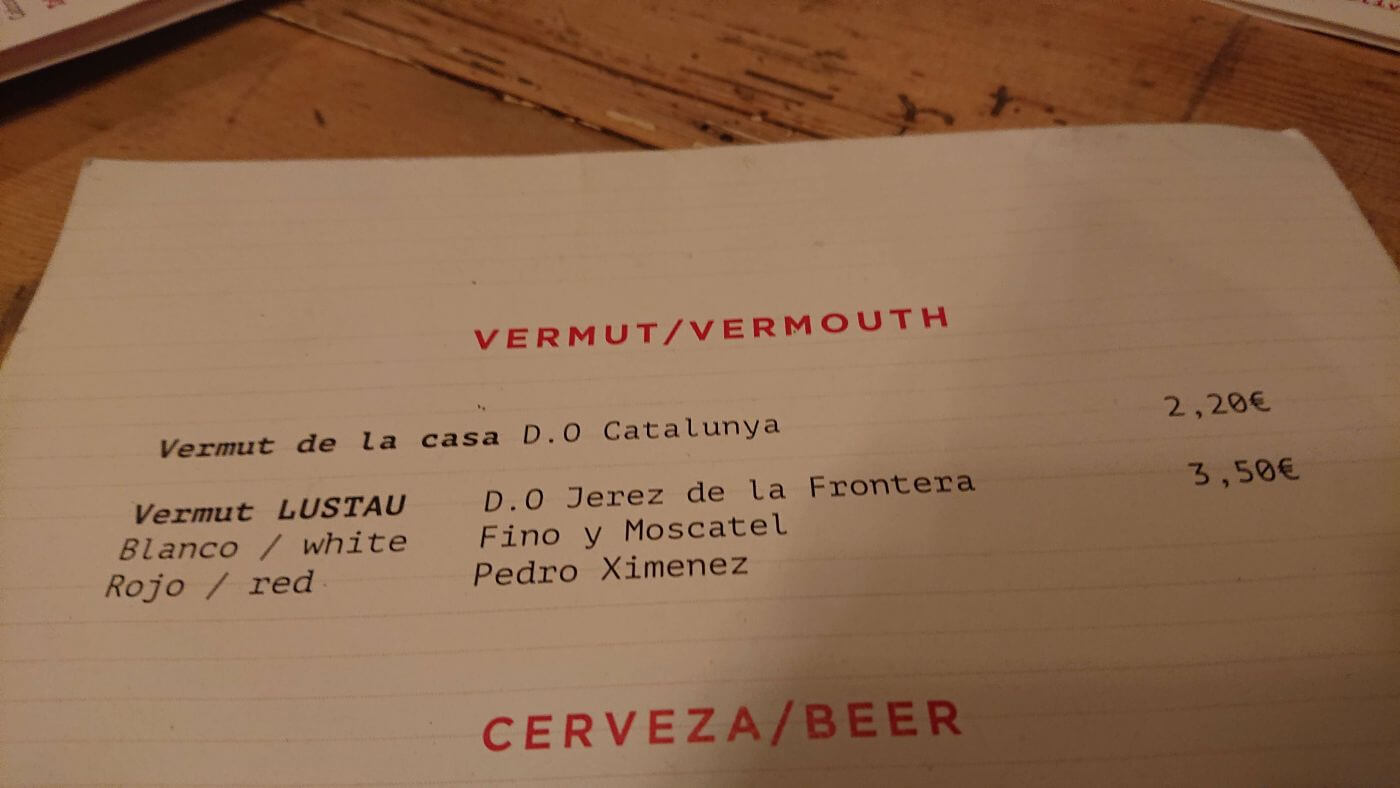 VERMUT/VERMOUTH
Vermut de la casa D.O Catalunya 2,20€
Vermut LUSTAU D.O Jerez de la Frontera 3,50€
Blanco / white Fino y Moscatel
Rojo / red Pedro Ximenez
CERVEZA/BEER